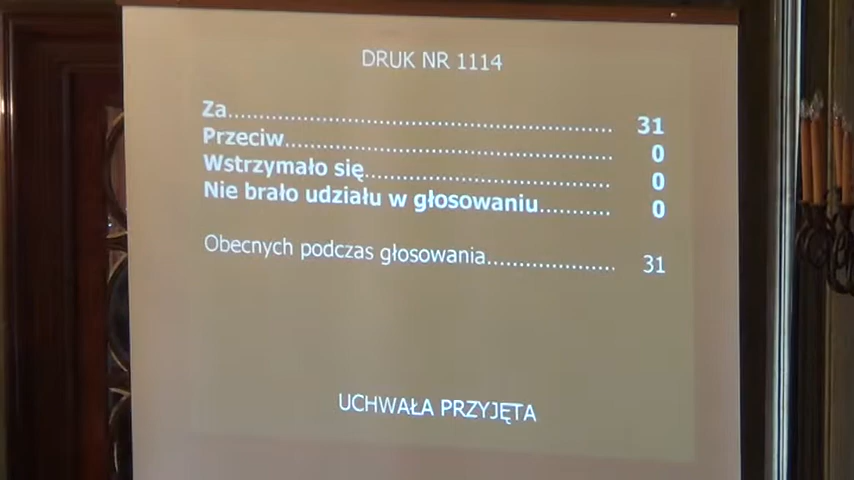 DRUK NR 1114
Za.......................................................... 31
Przeciw.................................................. 0
Wstrzymało się..................................... 0
Nie brało udziału w głosowaniu........... 0
Obecnych podczas głosowania.................... 31
UCHWAŁA PRZYJĘTA